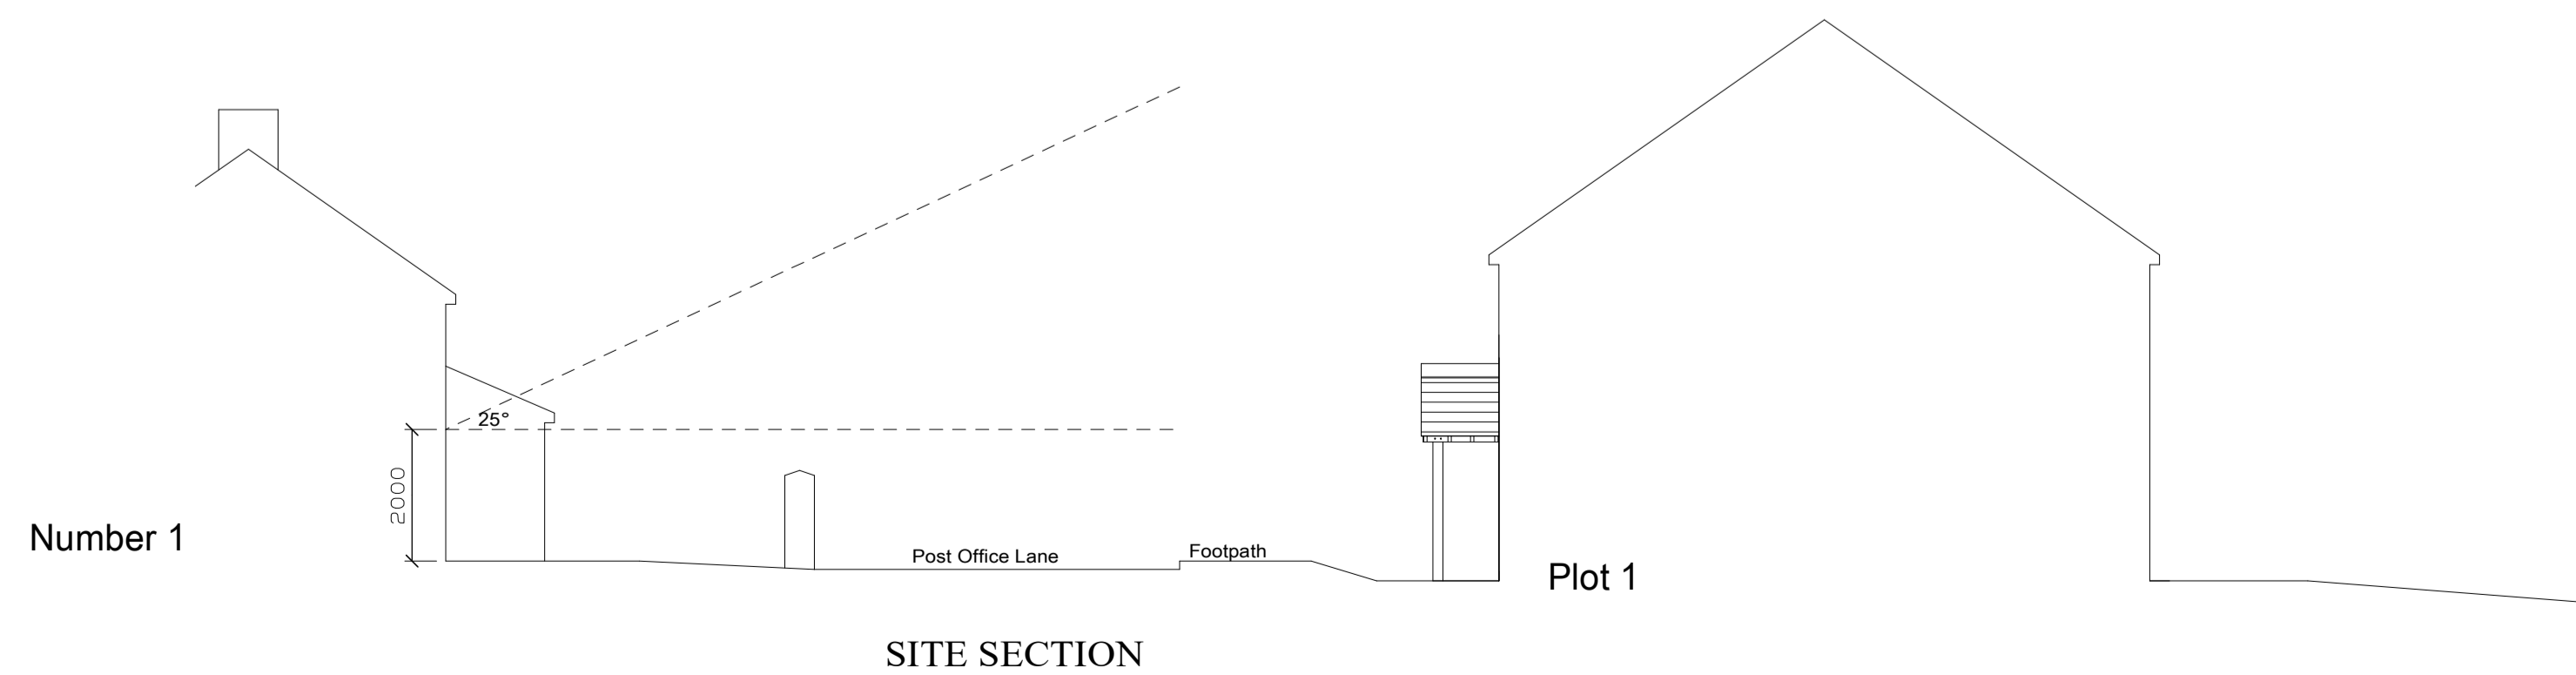 25°
2000
Number 1
Post Office Lane
Footpath
Plot 1
SITE SECTION